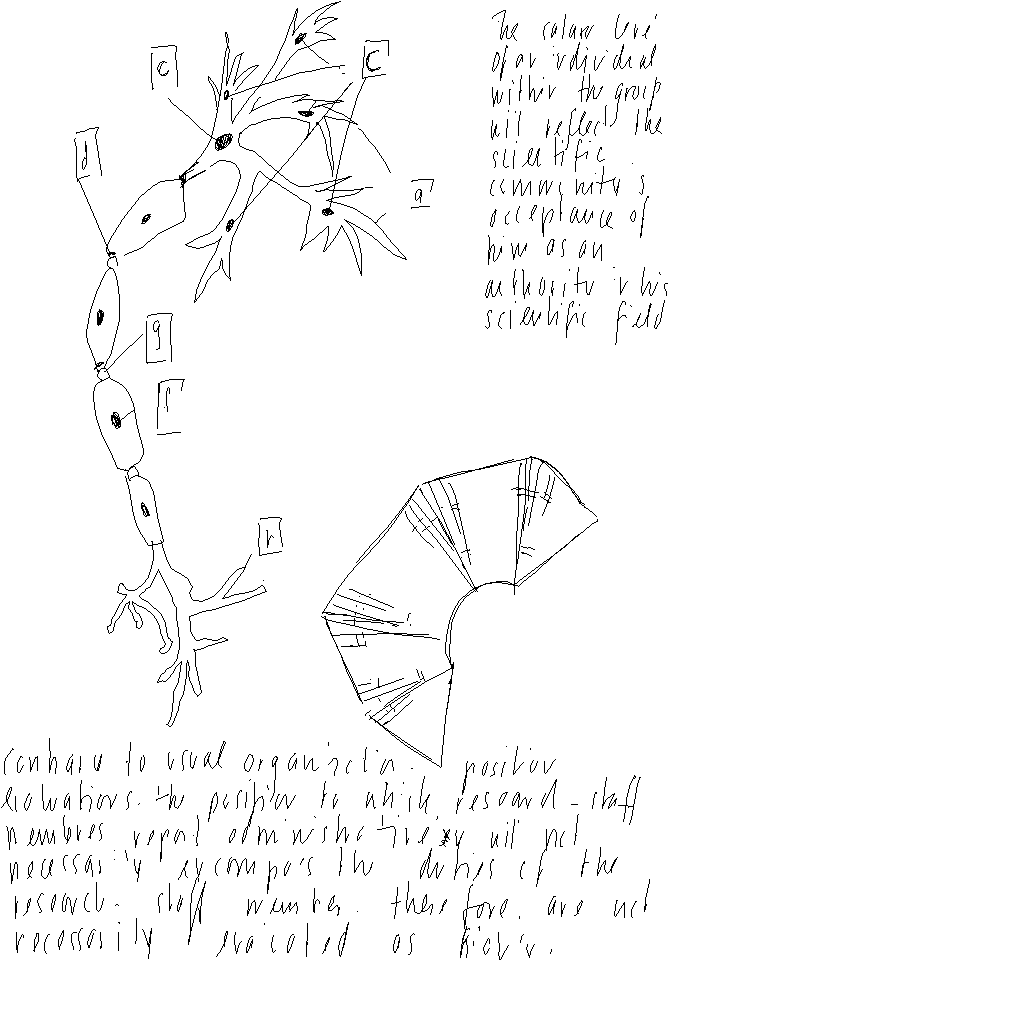 c
C
d
a
g
f
h
The salary level
of an individual
within the group
will reflect the
scientific
community's
acceptance of
him as an
authority in his
scientific field
Contrary to usual organization position
evaluations. the position to which research-staff
members report administratively will not
necessarily encompass the duties of the
research-staff member. therefore, are not
necessarily evaluated as higher.